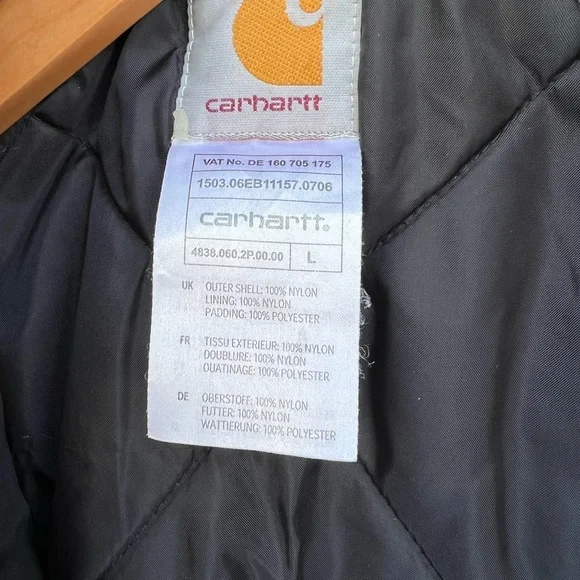 carhartt
VAT No. DE 160 705 175
1503.06EB11157.0706
carhartt®
4838.060.2P.00.00 L
UK OUTER SHELL: 100% NYLON
LINING: 100% NYLON
PADDING: 100% POLYESTER
FR TISSU EXTERIEUR: 100% NYLON
DOUBLURE: 100% NYLON
OUATINAGE: 100% POLYESTER
DE OBERSTOFF: 100% NYLON
FUTTER: 100% NYLON
WATTIERUNG: 100% POLYESTER